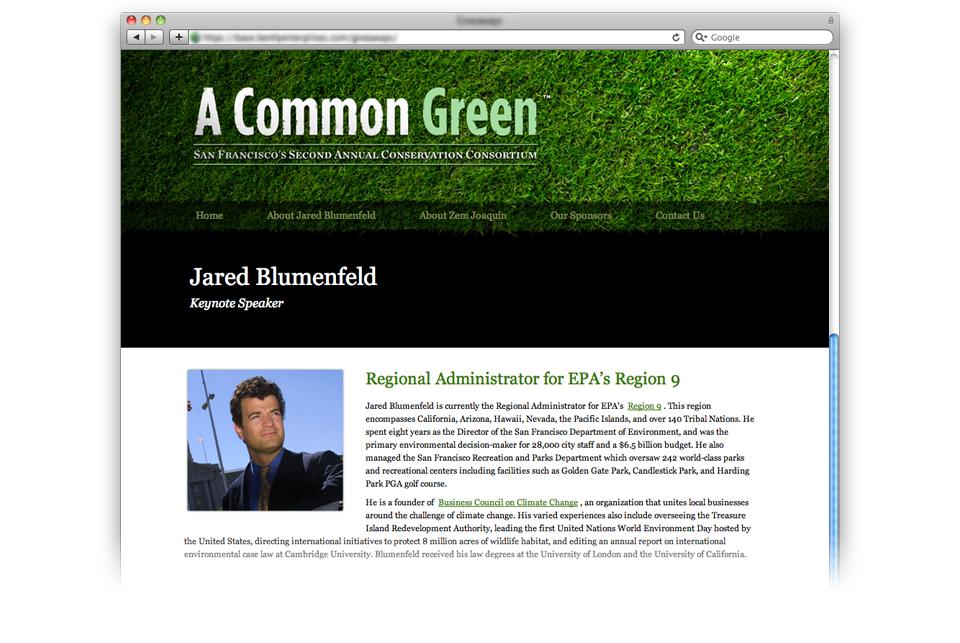 Google
A Common Green™
San Francisco's Second Annual Conservation Consortium
Home About Jared Blumenfeld About Zem Joaquin Our Sponsors Contact Us
Jared Blumenfeld
Keynote Speaker
Regional Administrator for EPA's Region 9
Jared Blumenfeld is currently the Regional Administrator for EPA's Region 9 . This region
encompasses California, Arizona, Hawaii, Nevada, the Pacific Islands, and over 140 Tribal Nations. He
spent eight years as the Director of the San Francisco Department of Environment, and was the
primary environmental decision-maker for 28,000 city staff and a $6.5 billion budget. He also
managed the San Francisco Recreation and Parks Department which oversaw 242 world-class parks
and recreational centers including facilities such as Golden Gate Park, Candlestick Park, and Harding
Park PGA golf course.
He is a founder of Business Council on Climate Change , an organization that unites local businesses
around the challenge of climate change. His varied experiences also include overseeing the Treasure
Island Redevelopment Authority, leading the first United Nations World Environment Day hosted by
the United States, directing international initiatives to protect 8 million acres of wildlife habitat, and editing an annual report on international
environmental case law at Cambridge University. Blumenfeld received his law degrees at the University of London and the University of California.